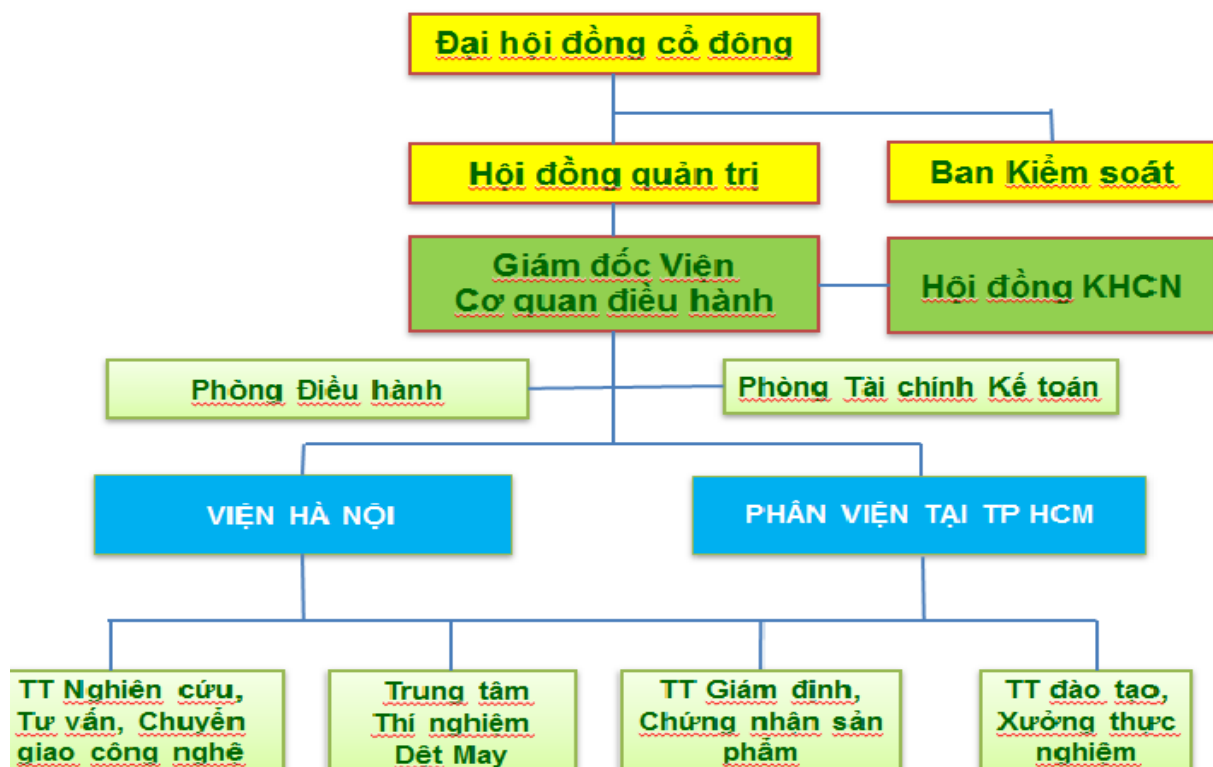 Đại hội đồng cổ đông
Hội đồng quản trị
Ban Kiểm soát
Giám đốc Viện
Cơ quan điều hành
Hội đồng KHCN
Phòng Điều hành
Phòng Tài chính Kế toán
VIỆN HÀ NỘI
PHÂN VIỆN TẠI TP HCM
TT Nghiên cứu,
Tư vấn, Chuyển
giao công nghệ
Trung tâm
Thí nghiệm
Dệt May
TT Giám định,
Chứng nhận sản
phẩm
TT đào tạo,
Xưởng thực
nghiệm